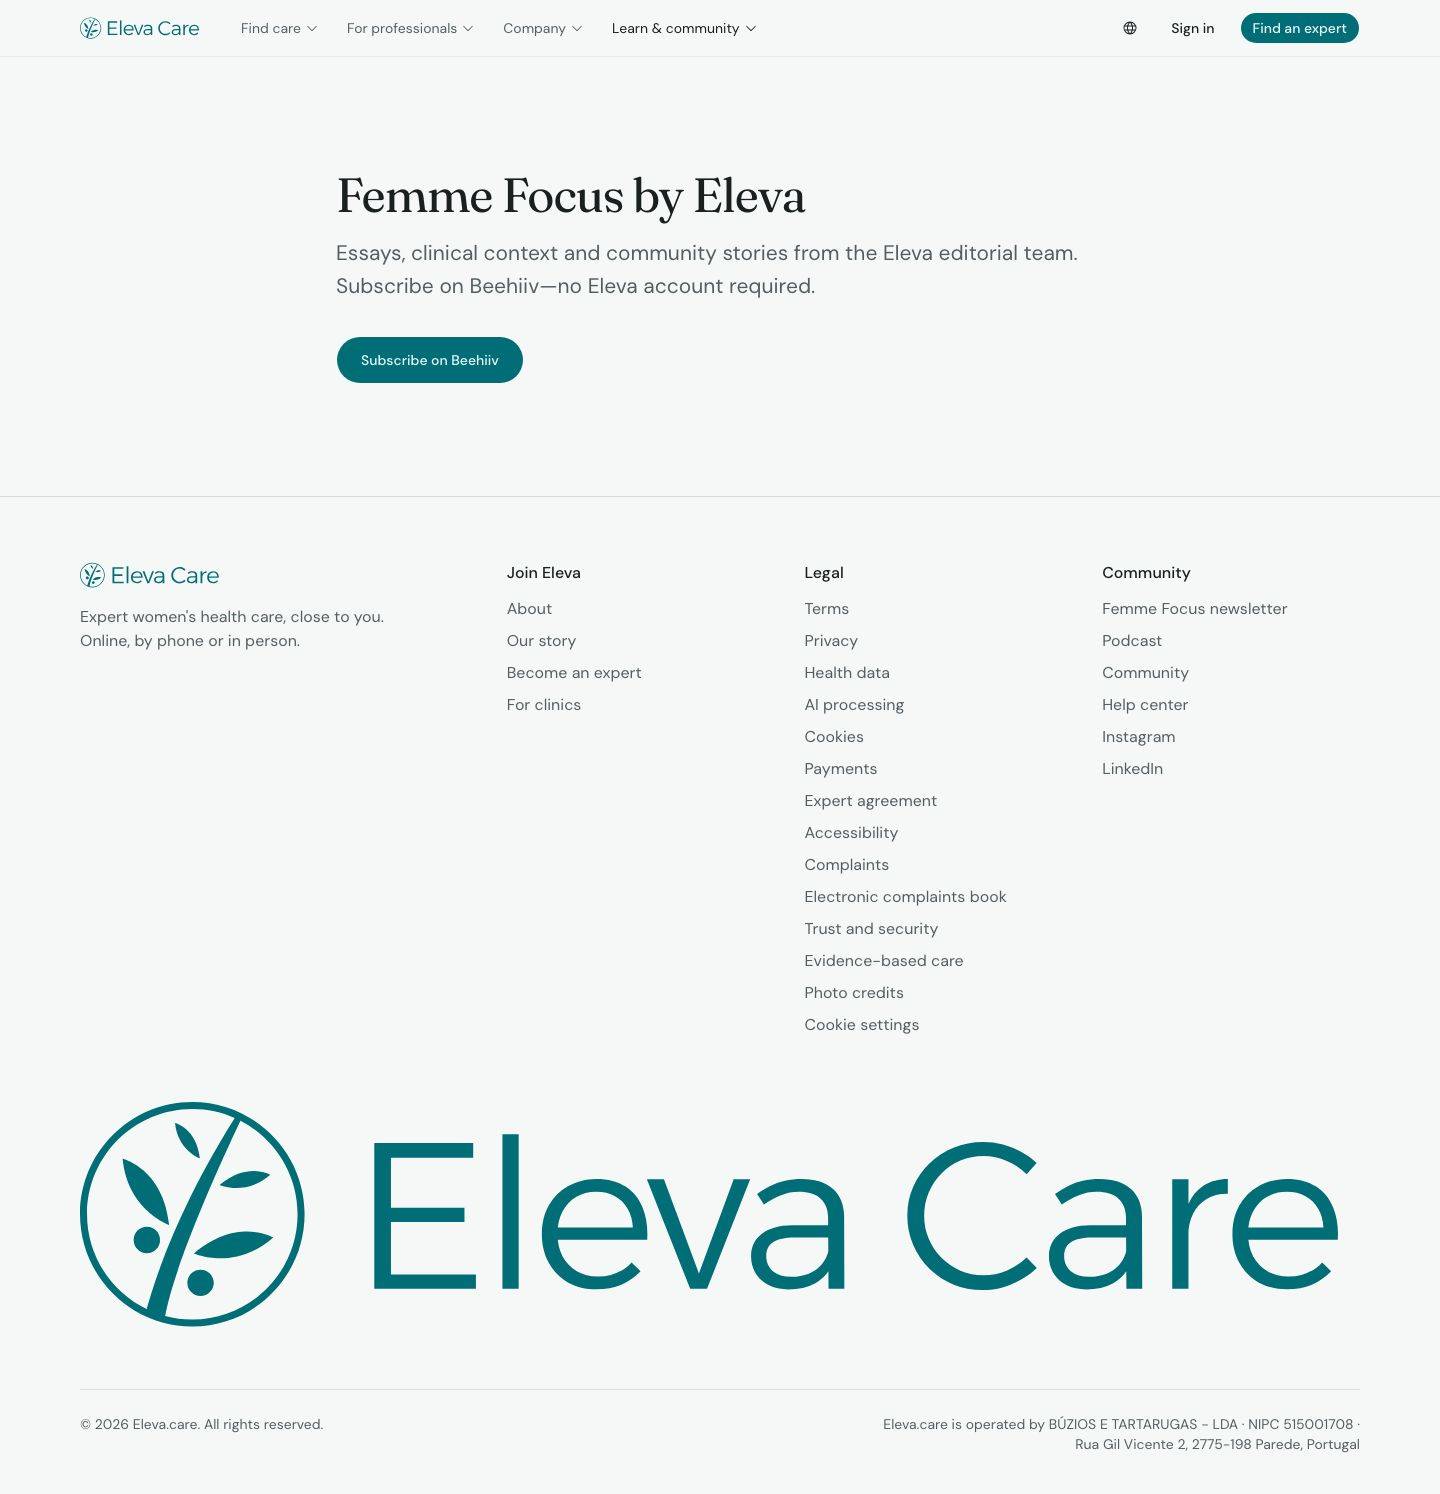 Eleva Care
Find care
For professionals
Company
Learn & community
Sign in
Find an expert
Femme Focus by Eleva
Essays, clinical context and community stories from the Eleva editorial team.
Subscribe on Beehiiv—no Eleva account required.
Subscribe on Beehiiv
Eleva Care
Expert women's health care, close to you.
Online, by phone or in person.
Join Eleva
About
Our story
Become an expert
For clinics
Legal
Terms
Privacy
Health data
AI processing
Cookies
Payments
Expert agreement
Accessibility
Complaints
Electronic complaints book
Trust and security
Evidence-based care
Photo credits
Cookie settings
Community
Femme Focus newsletter
Podcast
Community
Help center
Instagram
LinkedIn
Eleva Care
© 2026 Eleva.care. All rights reserved.
Eleva.care is operated by BÚZIOS E TARTARUGAS - LDA · NIPC 515001708 ·
Rua Gil Vicente 2, 2775-198 Parede, Portugal